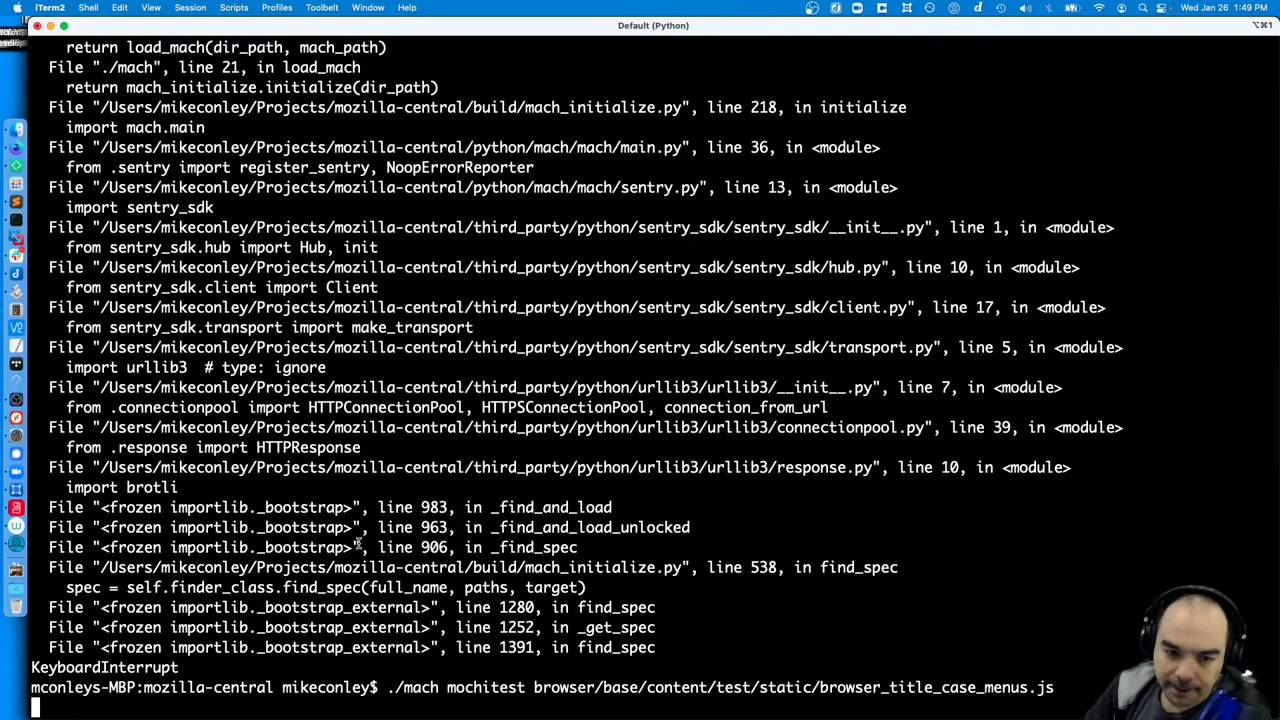 iTerm2 Shell Edit View Session Scripts Profiles Toolbelt Window Help Wed Jan 26 1:49 PM
Default (Python) ⌥⌘1
return load_mach(dir_path, mach_path)
File "./mach", line 21, in load_mach
return mach_initialize.initialize(dir_path)
File "/Users/mikeconley/Projects/mozilla-central/build/mach_initialize.py", line 218, in initialize
import mach.main
File "/Users/mikeconley/Projects/mozilla-central/python/mach/mach/main.py", line 36, in <module>
from .sentry import register_sentry, NoopErrorReporter
File "/Users/mikeconley/Projects/mozilla-central/python/mach/mach/sentry.py", line 13, in <module>
import sentry_sdk
File "/Users/mikeconley/Projects/mozilla-central/third_party/python/sentry_sdk/sentry_sdk/__init__.py", line 1, in <module>
from sentry_sdk.hub import Hub, init
File "/Users/mikeconley/Projects/mozilla-central/third_party/python/sentry_sdk/sentry_sdk/hub.py", line 10, in <module>
from sentry_sdk.client import Client
File "/Users/mikeconley/Projects/mozilla-central/third_party/python/sentry_sdk/sentry_sdk/client.py", line 17, in <module>
from sentry_sdk.transport import make_transport
File "/Users/mikeconley/Projects/mozilla-central/third_party/python/sentry_sdk/sentry_sdk/transport.py", line 5, in <module>
import urllib3  # type: ignore
File "/Users/mikeconley/Projects/mozilla-central/third_party/python/urllib3/urllib3/__init__.py", line 7, in <module>
from .connectionpool import HTTPConnectionPool, HTTPSConnectionPool, connection_from_url
File "/Users/mikeconley/Projects/mozilla-central/third_party/python/urllib3/urllib3/connectionpool.py", line 39, in <module>
from .response import HTTPResponse
File "/Users/mikeconley/Projects/mozilla-central/third_party/python/urllib3/urllib3/response.py", line 10, in <module>
import brotli
File "<frozen importlib._bootstrap>", line 983, in _find_and_load
File "<frozen importlib._bootstrap>", line 963, in _find_and_load_unlocked
File "<frozen importlib._bootstrap>", line 906, in _find_spec
File "/Users/mikeconley/Projects/mozilla-central/build/mach_initialize.py", line 538, in find_spec
spec = self.finder_class.find_spec(full_name, paths, target)
File "<frozen importlib._bootstrap_external>", line 1280, in find_spec
File "<frozen importlib._bootstrap_external>", line 1252, in _get_spec
File "<frozen importlib._bootstrap_external>", line 1391, in find_spec
KeyboardInterrupt
mconleys-MBP:mozilla-central mikeconley$ ./mach mochitest browser/base/content/test/static/browser_title_case_menus.js